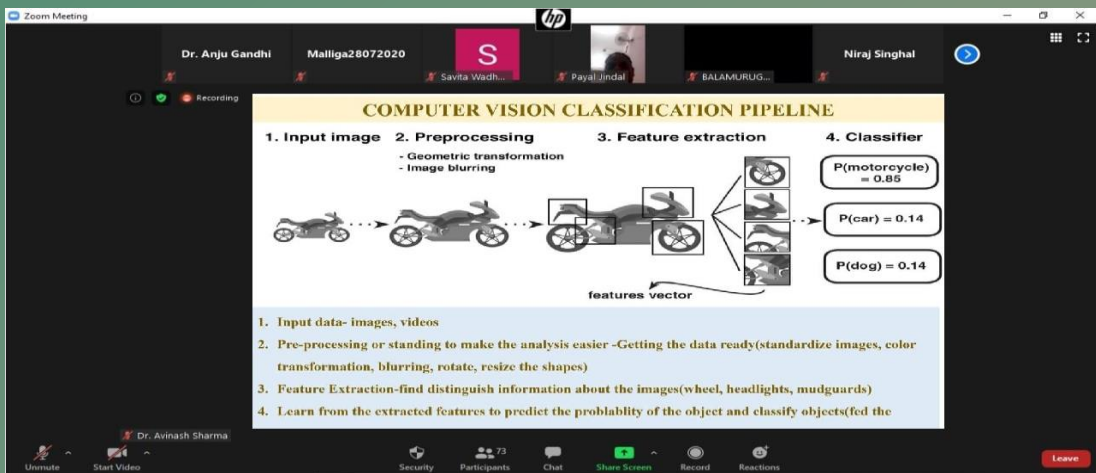 Zoom Meeting
hp
Dr. Anju Gandhi
Malliga28072020
S
Savita Wadh...
Payal Jindal
BALAMURUG...
Niraj Singhal
Recording
COMPUTER VISION CLASSIFICATION PIPELINE
1. Input image 2. Preprocessing 3. Feature extraction 4. Classifier
- Geometric transformation
- Image blurring
P(motorcycle)
= 0.85
P(car) = 0.14
P(dog) = 0.14
features vector
1. Input data- images, videos
2. Pre-processing or standing to make the analysis easier -Getting the data ready(standardize images, color
transformation, blurring, rotate, resize the shapes)
3. Feature Extraction-find distinguish information about the images(wheel, headlights, mudguards)
4. Learn from the extracted features to predict the problablity of the object and classify objects(fed the
Dr. Avinash Sharma
Unmute
Start Video
Security
Participants
73
Chat
Share Screen
Record
Reactions
Leave